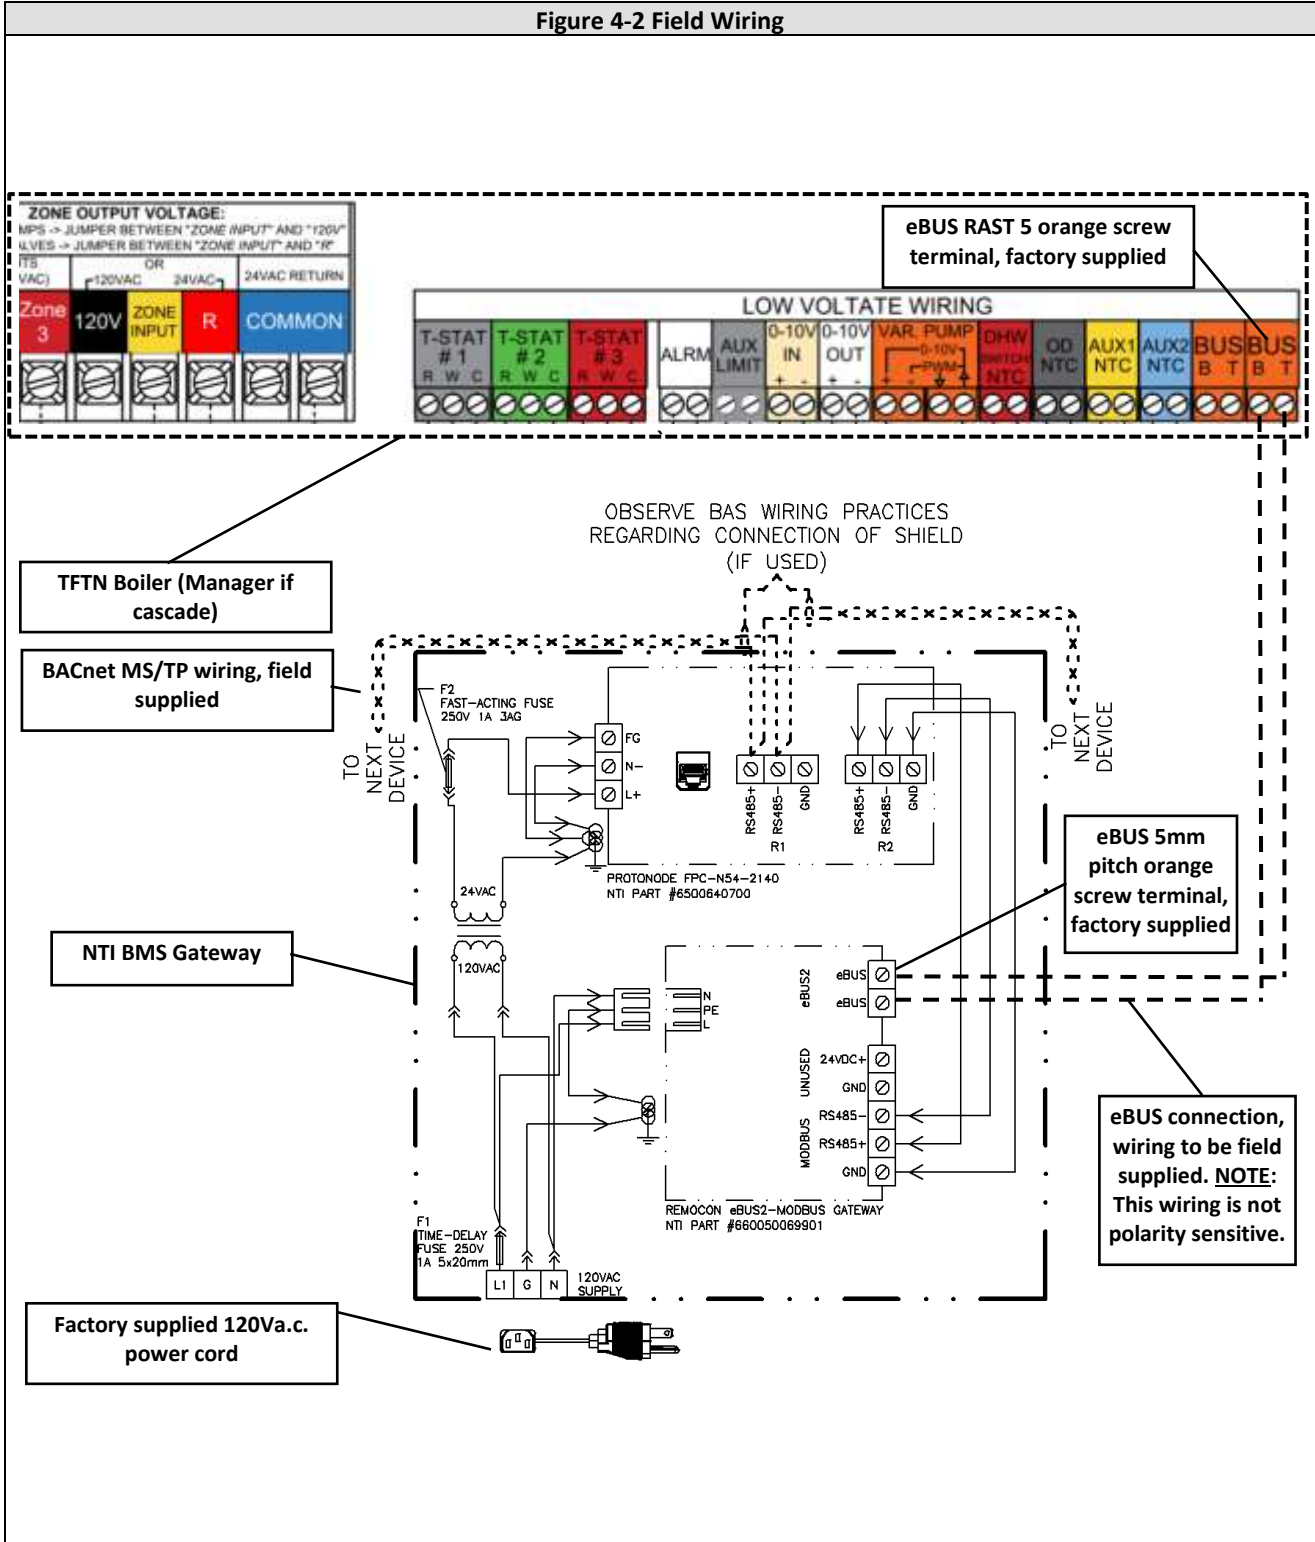 Figure 4-2 Field Wiring
ZONE OUTPUT VOLTAGE:
MPS -> JUMPER BETWEEN "ZONE INPUT" AND "120V"
ALVES -> JUMPER BETWEEN "ZONE INPUT" AND "R"
OR
VAC)
120VAC
24VAC
24VAC RETURN
Zone
3
120V
ZONE
INPUT
R
COMMON
eBUS RAST 5 orange screw
terminal, factory supplied
LOW VOLTATE WIRING
T-STAT
# 1
R W C
T-STAT
# 2
R W C
T-STAT
# 3
R W C
ALRM
AUX
LIMIT
0-10V
IN
+ -
0-10V
OUT
+ -
VAR. PUMP
0-10V
PWM
+ -
DHW
SWITCH
NTC
OD
NTC
AUX1
NTC
AUX2
NTC
BUS
B T
BUS
B T
OBSERVE BAS WIRING PRACTICES
REGARDING CONNECTION OF SHIELD
(IF USED)
TFTN Boiler (Manager if
cascade)
BACnet MS/TP wiring, field
supplied
TO
NEXT
DEVICE
TO
NEXT
DEVICE
F2
FAST-ACTING FUSE
250V 1A 3AG
FG
N-
L+
RS485+
RS485-
GND
R1
RS485+
RS485-
GND
R2
PROTONODE FPC-N54-2140
NTI PART #6500640700
24VAC
120VAC
eBUS 5mm
pitch orange
screw terminal,
factory supplied
NTI BMS Gateway
N
PE
L
eBUS2
eBUS
eBUS
UNUSED
24VDC+
GND
MODBUS
RS485-
RS485+
GND
REMOCON eBUS2-MODBUS GATEWAY
NTI PART #660050069901
eBUS connection,
wiring to be field
supplied. NOTE:
This wiring is not
polarity sensitive.
F1
TIME-DELAY
FUSE 250V
1A 5x20mm
L1 G N
120VAC
SUPPLY
Factory supplied 120Va.c.
power cord